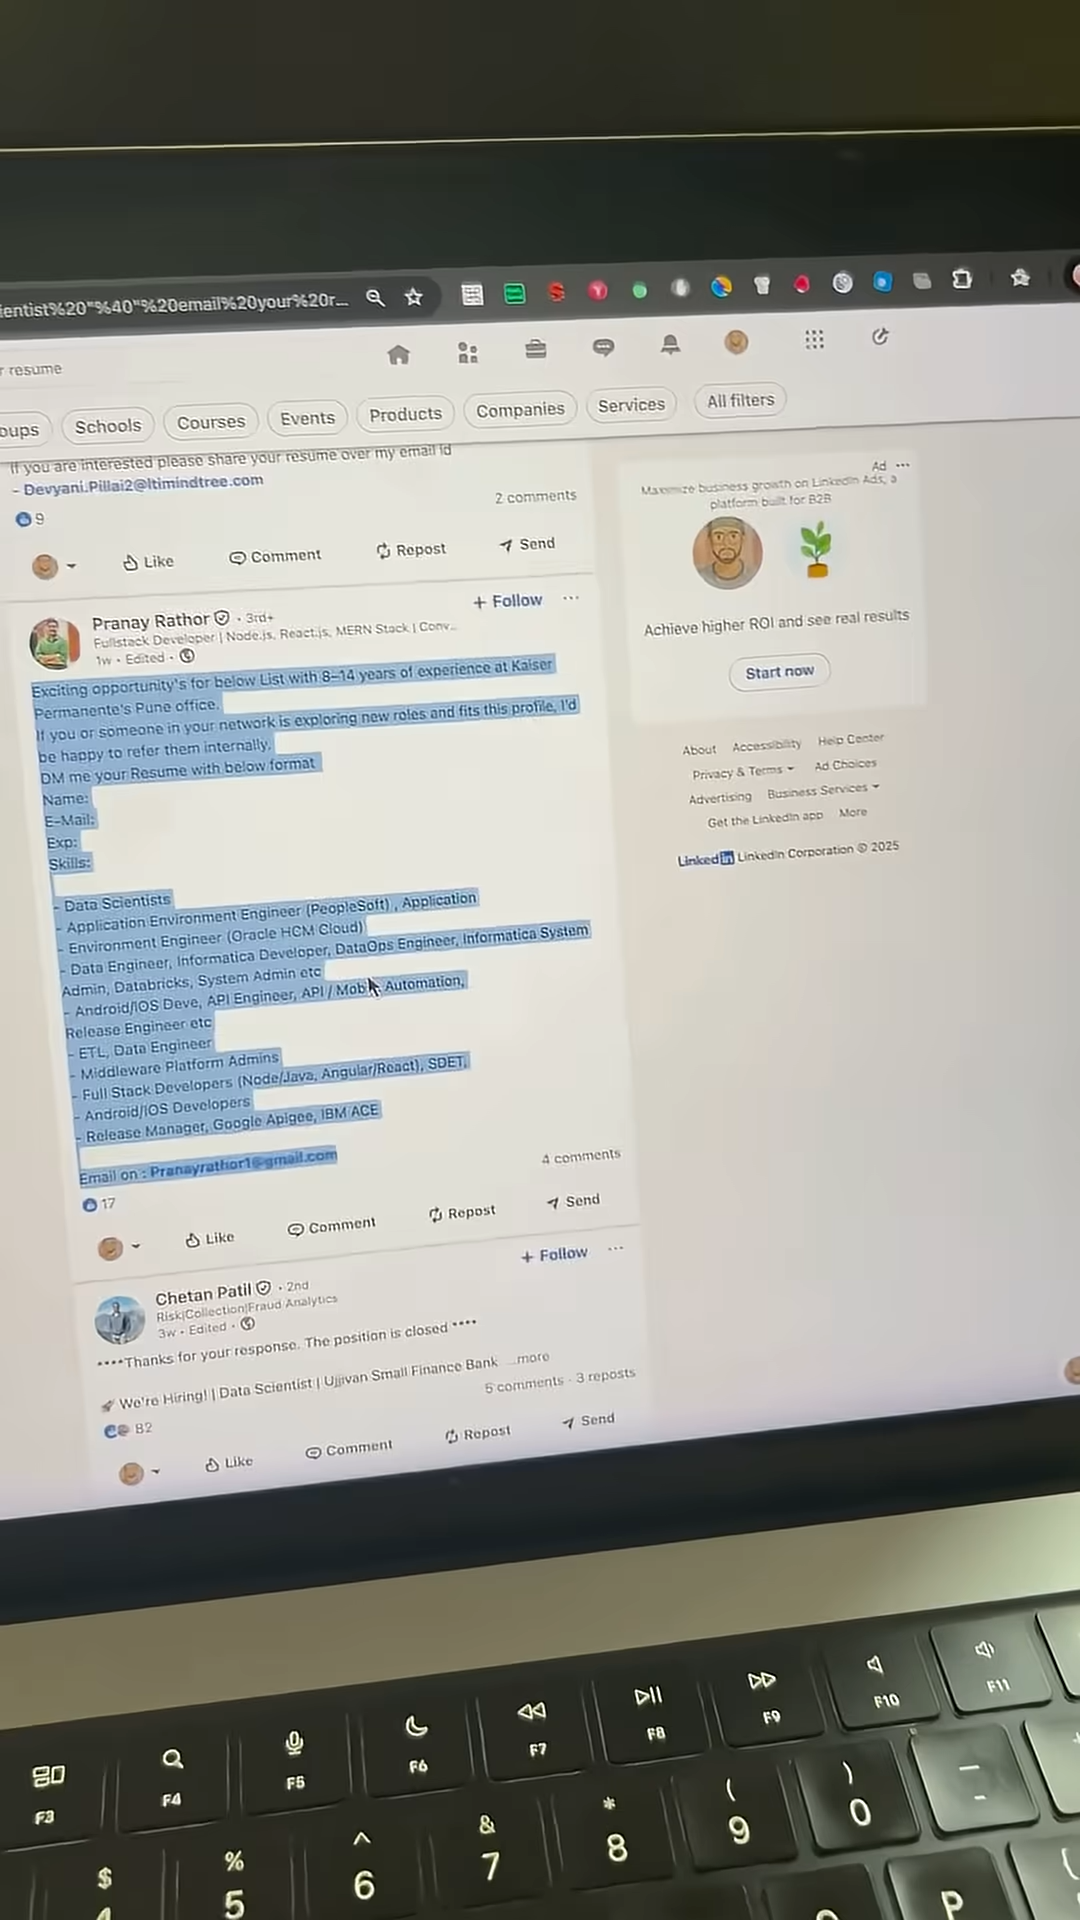 ientist%20"%40"%20email%20your%20r...
r resume
oups
Schools
Courses
Events
Products
Companies
Services
All filters
If you are interested please share your resume over my email id
- Devyani.Pillai2@ltimindtree.com
9
2 comments
Like
Comment
Repost
Send
Pranay Rathor • 3rd+
Fullstack Developer | Node.js, React.js, MERN Stack | Conv...
1w • Edited •
+ Follow ...
Exciting opportunity's for below List with 8–14 years of experience at Kaiser
Permanente's Pune office.
If you or someone in your network is exploring new roles and fits this profile, I'd
be happy to refer them internally.
DM me your Resume with below format
Name:
E-Mail:
Exp:
Skills:
- Data Scientists
- Application Environment Engineer (PeopleSoft) , Application
- Environment Engineer (Oracle HCM Cloud)
- Data Engineer, Informatica Developer, DataOps Engineer, Informatica System
Admin, Databricks, System Admin etc
- Android/IOS Deve, API Engineer, API / Mobi Automation,
Release Engineer etc
- ETL, Data Engineer
- Middleware Platform Admins
- Full Stack Developers (Node/Java, Angular/React), SDET,
- Android/IOS Developers
- Release Manager, Google Apigee, IBM ACE
Email on : Pranayrathor1@gmail.com
17
4 comments
Like
Comment
Repost
Send
Chetan Patil • 2nd
Risk|Collection|Fraud Analytics
3w • Edited •
+ Follow ...
****Thanks for your response. The position is closed ****
We're Hiring! | Data Scientist | Ujjivan Small Finance Bank ...more
82
5 comments · 3 reposts
Like
Comment
Repost
Send
Ad ...
Maximize business growth on LinkedIn Ads, a
platform built for B2B
Achieve higher ROI and see real results
Start now
About Accessibility Help Center
Privacy & Terms Ad Choices
Advertising Business Services
Get the LinkedIn app More
LinkedIn LinkedIn Corporation © 2025
F3
F4
F5
F6
F7
F8
F9
F10
F11
$
4
%
5
^
6
&
7
*
8
(
9
)
0
-
P